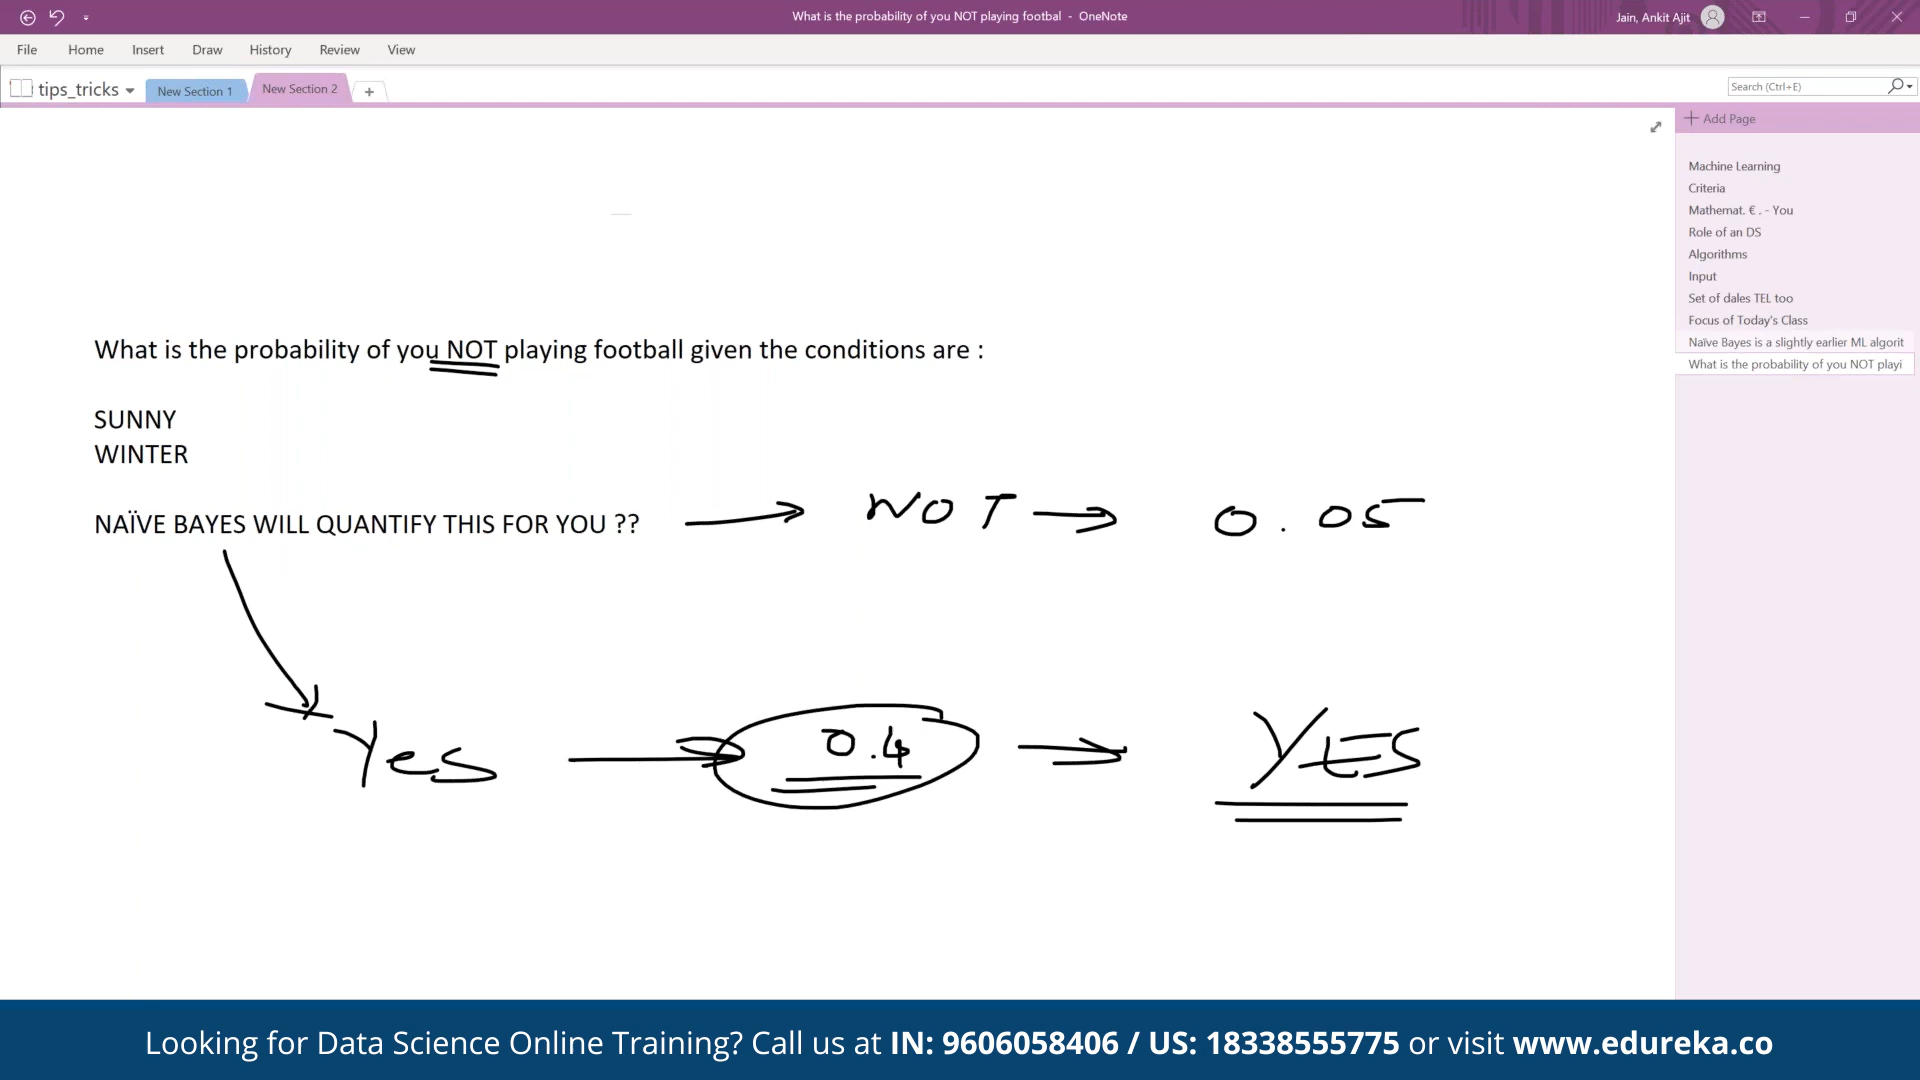 What is the probability of you NOT playing footbal - OneNote
Jain, Ankit Ajit
File Home Insert Draw History Review View
tips_tricks New Section 1 New Section 2
Search (Ctrl+E)
Add Page
Machine Learning
Criteria
Mathemat. € . - You
Role of an DS
Algorithms
Input
Set of dales TEL too
Focus of Today's Class
Naïve Bayes is a slightly earlier ML algorit
What is the probability of you NOT playi
What is the probability of you NOT playing football given the conditions are :
SUNNY
WINTER
NAÏVE BAYES WILL QUANTIFY THIS FOR YOU ?? → NOT → 0.05
Yes → 0.4 → YES
Looking for Data Science Online Training? Call us at IN: 9606058406 / US: 18338555775 or visit www.edureka.co